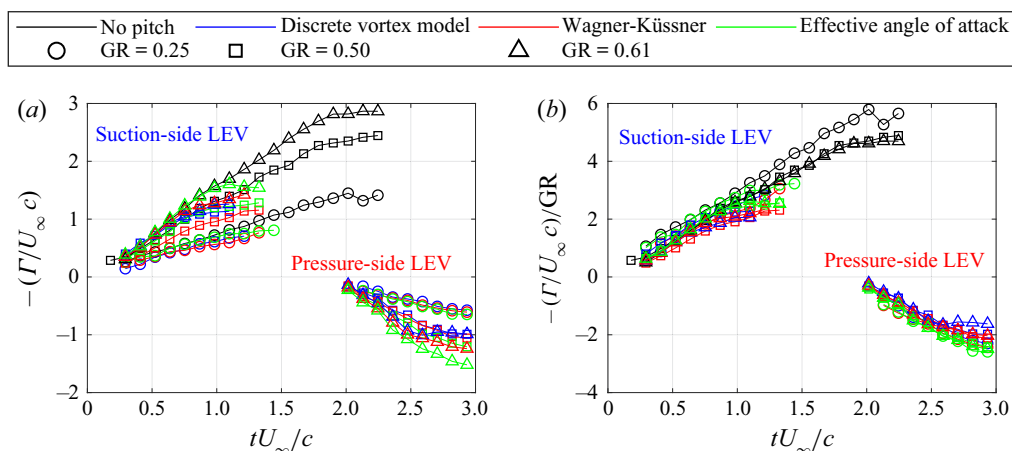 No pitch Discrete vortex model Wagner-Küssner Effective angle of attack
GR = 0.25 GR = 0.50 GR = 0.61
(a) (b)
3
2
1
0
−1
−2
−(Γ/U∞ c)
Suction-side LEV
Pressure-side LEV
0 0.5 1.0 1.5 2.0 2.5 3.0
tU∞/c
6
4
2
0
−2
−4
−(Γ/U∞ c)/GR
Suction-side LEV
Pressure-side LEV
0 0.5 1.0 1.5 2.0 2.5 3.0
tU∞/c